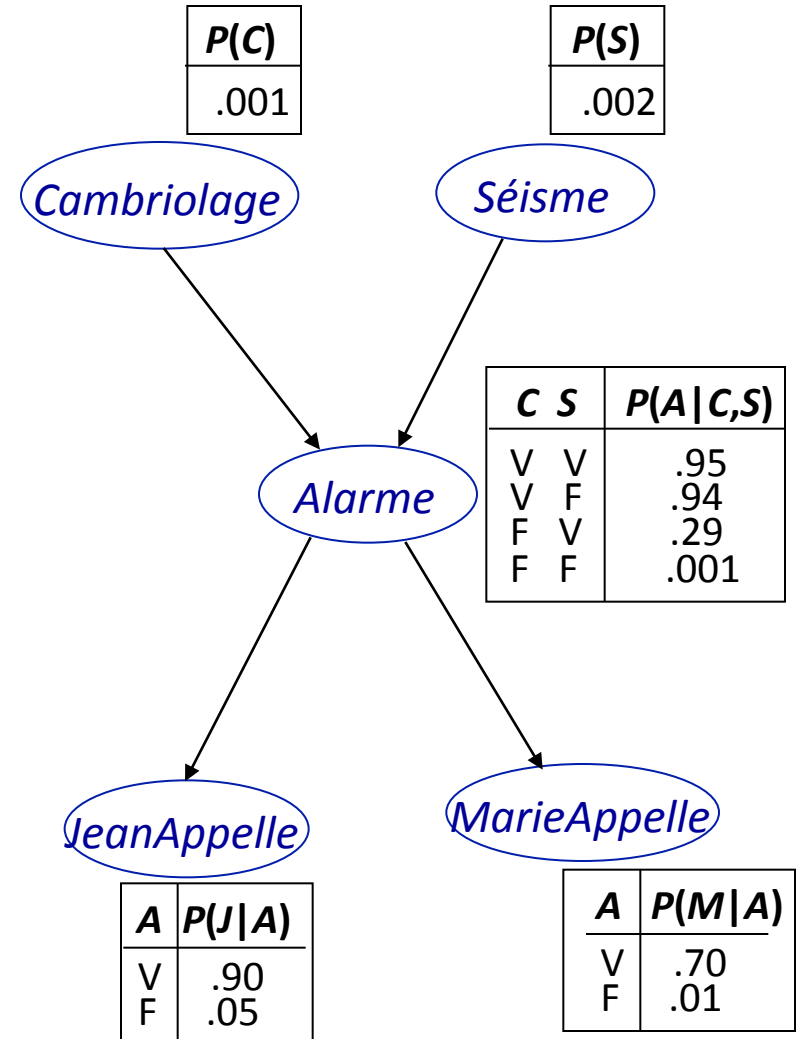 P(C)
.001
P(S)
.002
Cambriolage
Séisme
C S P(A|C,S)
V V .95
V F .94
F V .29
F F .001
Alarme
JeanAppelle
MarieAppelle
A P(J|A)
V .90
F .05
A P(M|A)
V .70
F .01